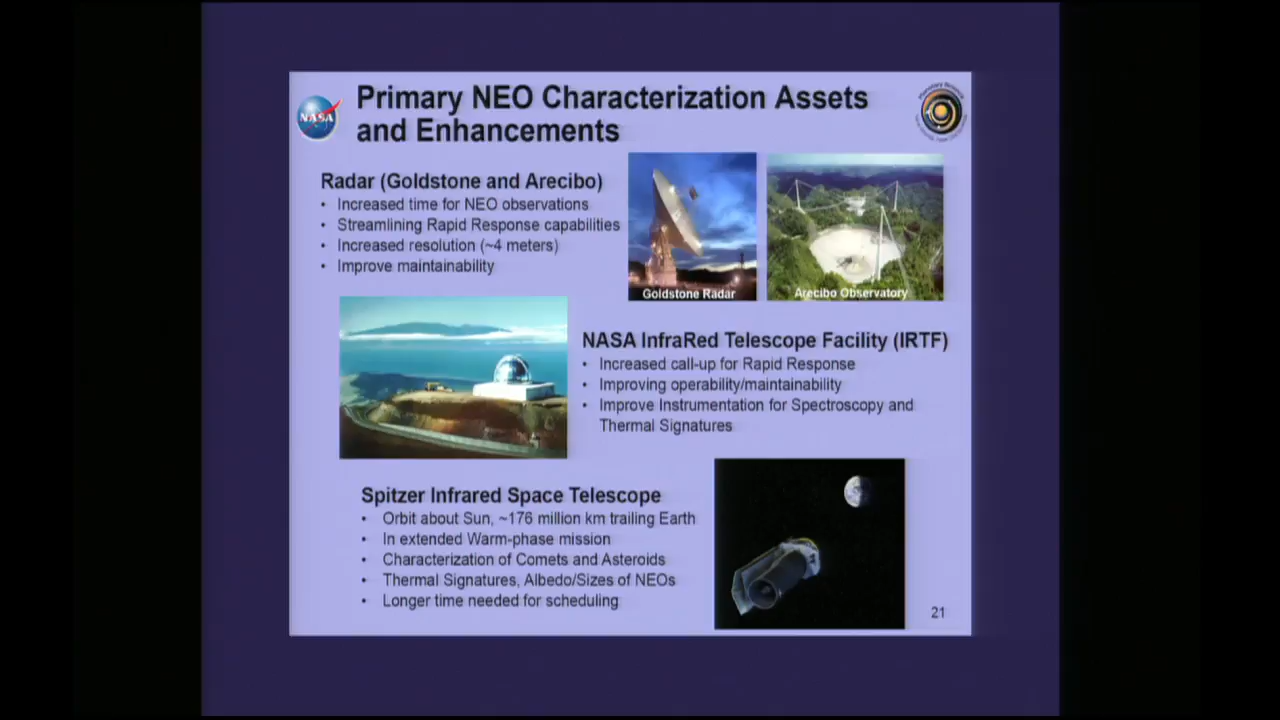 Primary NEO Characterization Assets
and Enhancements
NASA
Radar (Goldstone and Arecibo)
• Increased time for NEO observations
• Streamlining Rapid Response capabilities
• Increased resolution (~4 meters)
• Improve maintainability
Goldstone Radar
Arecibo Observatory
NASA InfraRed Telescope Facility (IRTF)
• Increased call-up for Rapid Response
• Improving operability/maintainability
• Improve Instrumentation for Spectroscopy and
Thermal Signatures
Spitzer Infrared Space Telescope
• Orbit about Sun, ~176 million km trailing Earth
• In extended Warm-phase mission
• Characterization of Comets and Asteroids
• Thermal Signatures, Albedo/Sizes of NEOs
• Longer time needed for scheduling
21